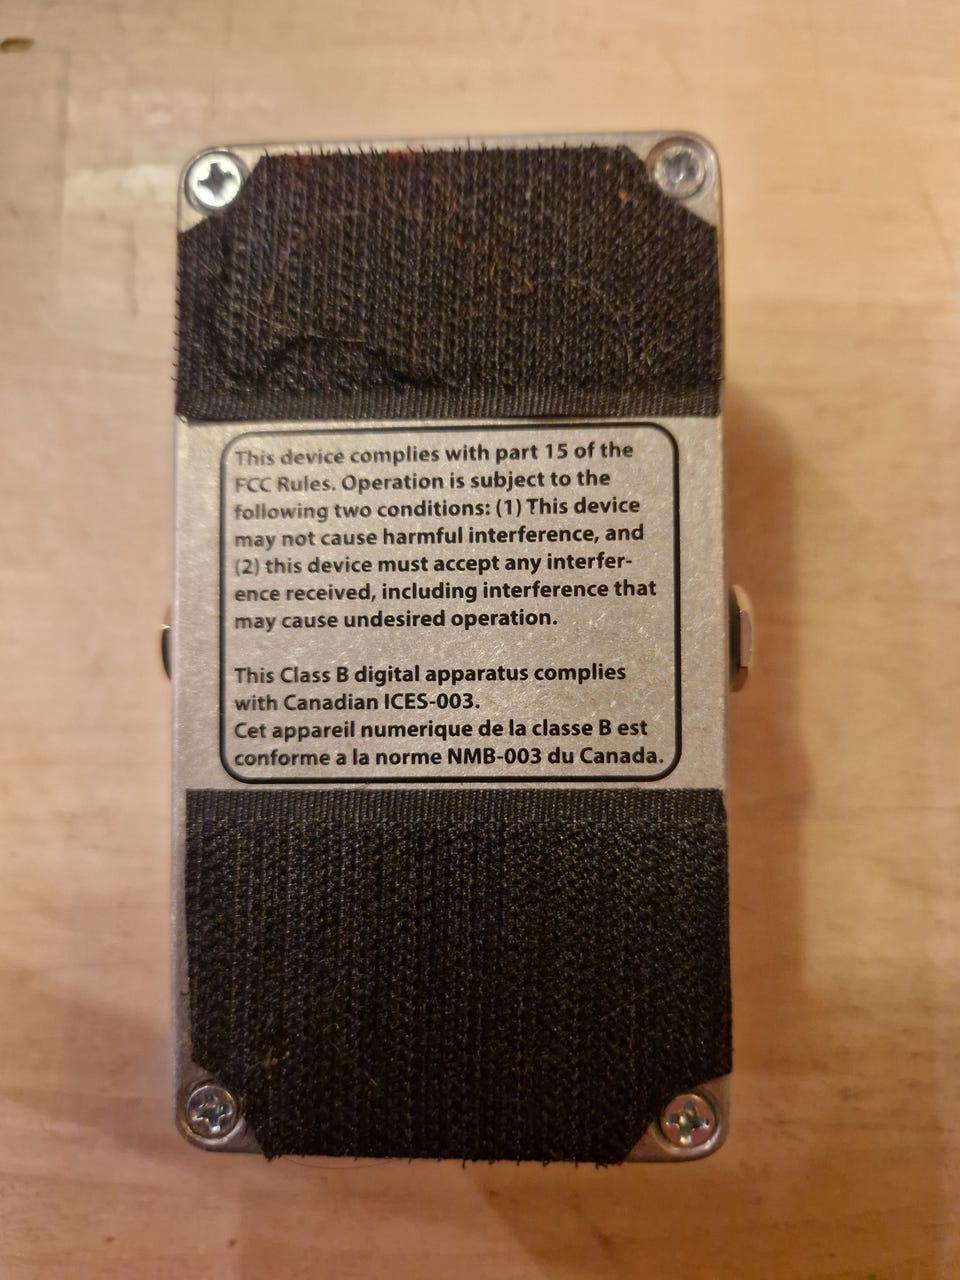 This device complies with part 15 of the
FCC Rules. Operation is subject to the
following two conditions: (1) This device
may not cause harmful interference, and
(2) this device must accept any interfer-
ence received, including interference that
may cause undesired operation.
This Class B digital apparatus complies
with Canadian ICES-003.
Cet appareil numerique de la classe B est
conforme a la norme NMB-003 du Canada.